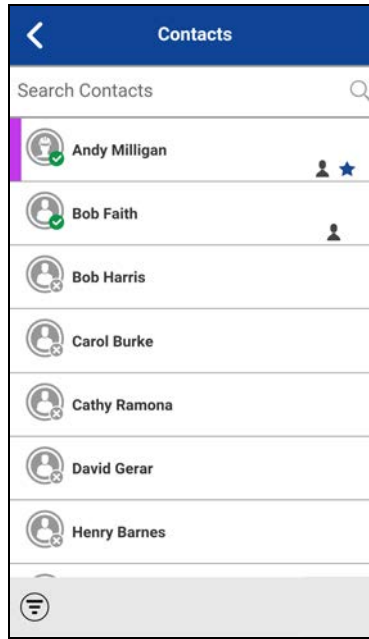 Contacts
Search Contacts
Andy Milligan
Bob Faith
Bob Harris
Carol Burke
Cathy Ramona
David Gerar
Henry Barnes